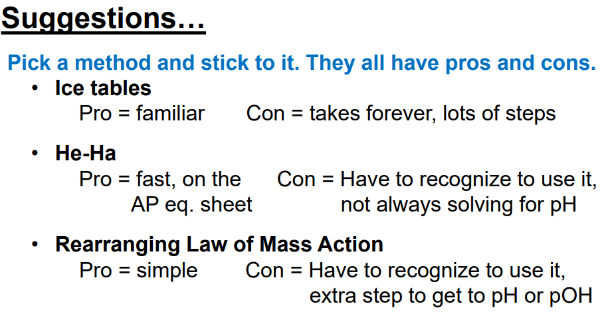 Suggestions…
Pick a method and stick to it. They all have pros and cons.
• Ice tables
Pro = familiar Con = takes forever, lots of steps
• He-Ha
Pro = fast, on the Con = Have to recognize to use it,
AP eq. sheet not always solving for pH
• Rearranging Law of Mass Action
Pro = simple Con = Have to recognize to use it,
extra step to get to pH or pOH